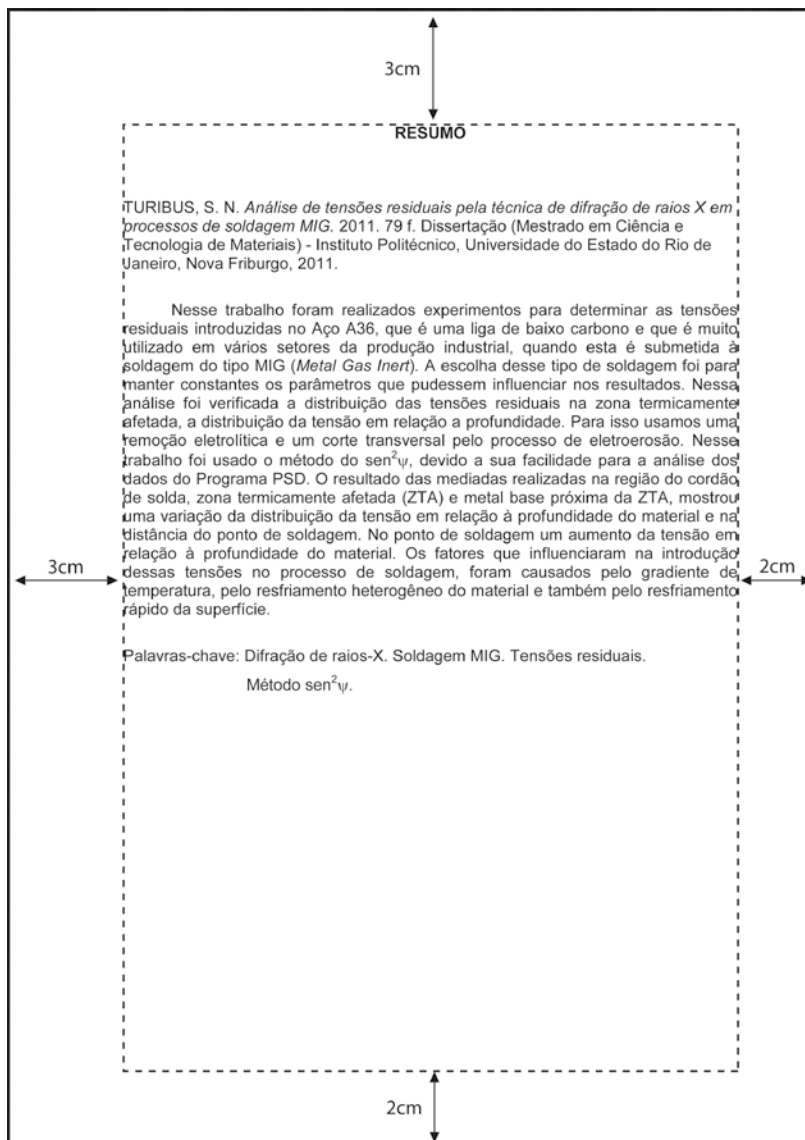 3cm
RESUMO
TURIBUS, S. N. Análise de tensões residuais pela técnica de difração de raios X em
processos de soldagem MIG. 2011. 79 f. Dissertação (Mestrado em Ciência e
Tecnologia de Materiais) - Instituto Politécnico, Universidade do Estado do Rio de
Janeiro, Nova Friburgo, 2011.
Nesse trabalho foram realizados experimentos para determinar as tensões
residuais introduzidas no Aço A36, que é uma liga de baixo carbono e que é muito
utilizado em vários setores da produção industrial, quando esta é submetida à
soldagem do tipo MIG (Metal Gas Inert). A escolha desse tipo de soldagem foi para
manter constantes os parâmetros que pudessem influenciar nos resultados. Nessa
análise foi verificada a distribuição das tensões residuais na zona termicamente
afetada, a distribuição da tensão em relação a profundidade. Para isso usamos uma
remoção eletrolítica e um corte transversal pelo processo de eletroerosão. Nesse
trabalho foi usado o método do sen²ψ, devido a sua facilidade para a análise dos
dados do Programa PSD. O resultado das mediadas realizadas na região do cordão
de solda, zona termicamente afetada (ZTA) e metal base próxima da ZTA, mostrou
uma variação da distribuição da tensão em relação à profundidade do material e na
distância do ponto de soldagem. No ponto de soldagem um aumento da tensão em
relação à profundidade do material. Os fatores que influenciaram na introdução
dessas tensões no processo de soldagem, foram causados pelo gradiente de
temperatura, pelo resfriamento heterogêneo do material e também pelo resfriamento
rápido da superfície.
3cm
2cm
Palavras-chave: Difração de raios-X. Soldagem MIG. Tensões residuais.
Método sen²ψ.
2cm